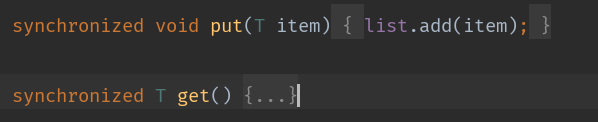 synchronized void put(T item) { list.add(item); }
synchronized T get() {...}